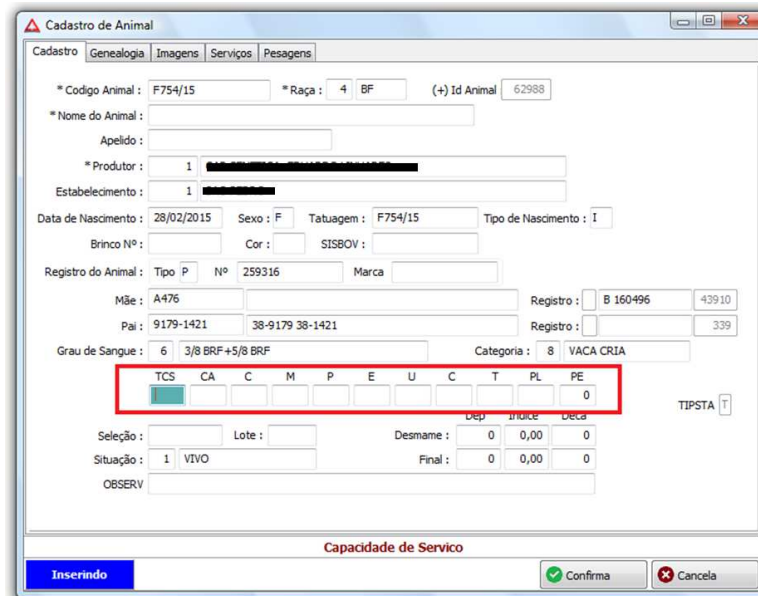 Cadastro de Animal
Cadastro Genealogia Imagens Serviços Pesagens
* Codigo Animal : F754/15 * Raça : 4 BF (+) Id Animal 62988
* Nome do Animal :
Apelido :
* Produtor : 1
Estabelecimento : 1
Data de Nascimento : 28/02/2015 Sexo : F Tatuagem : F754/15 Tipo de Nascimento : I
Brinco Nº : Cor : SISBOV :
Registro do Animal : Tipo P Nº 259316 Marca
Mãe : A476 Registro : B 160496 43910
Pai : 9179-1421 38-9179 38-1421 Registro : 339
Grau de Sangue : 6 3/8 BRF+5/8 BRF Categoria : 8 VACA CRIA
TCS CA C M P E U C T PL PE
0
TIPSTA T
Dep Indice Deca
Seleção : Lote : Desmame : 0 0,00 0
Situação : 1 VIVO Final : 0 0,00 0
OBSERV
Capacidade de Servico
Inserindo Confirma Cancela